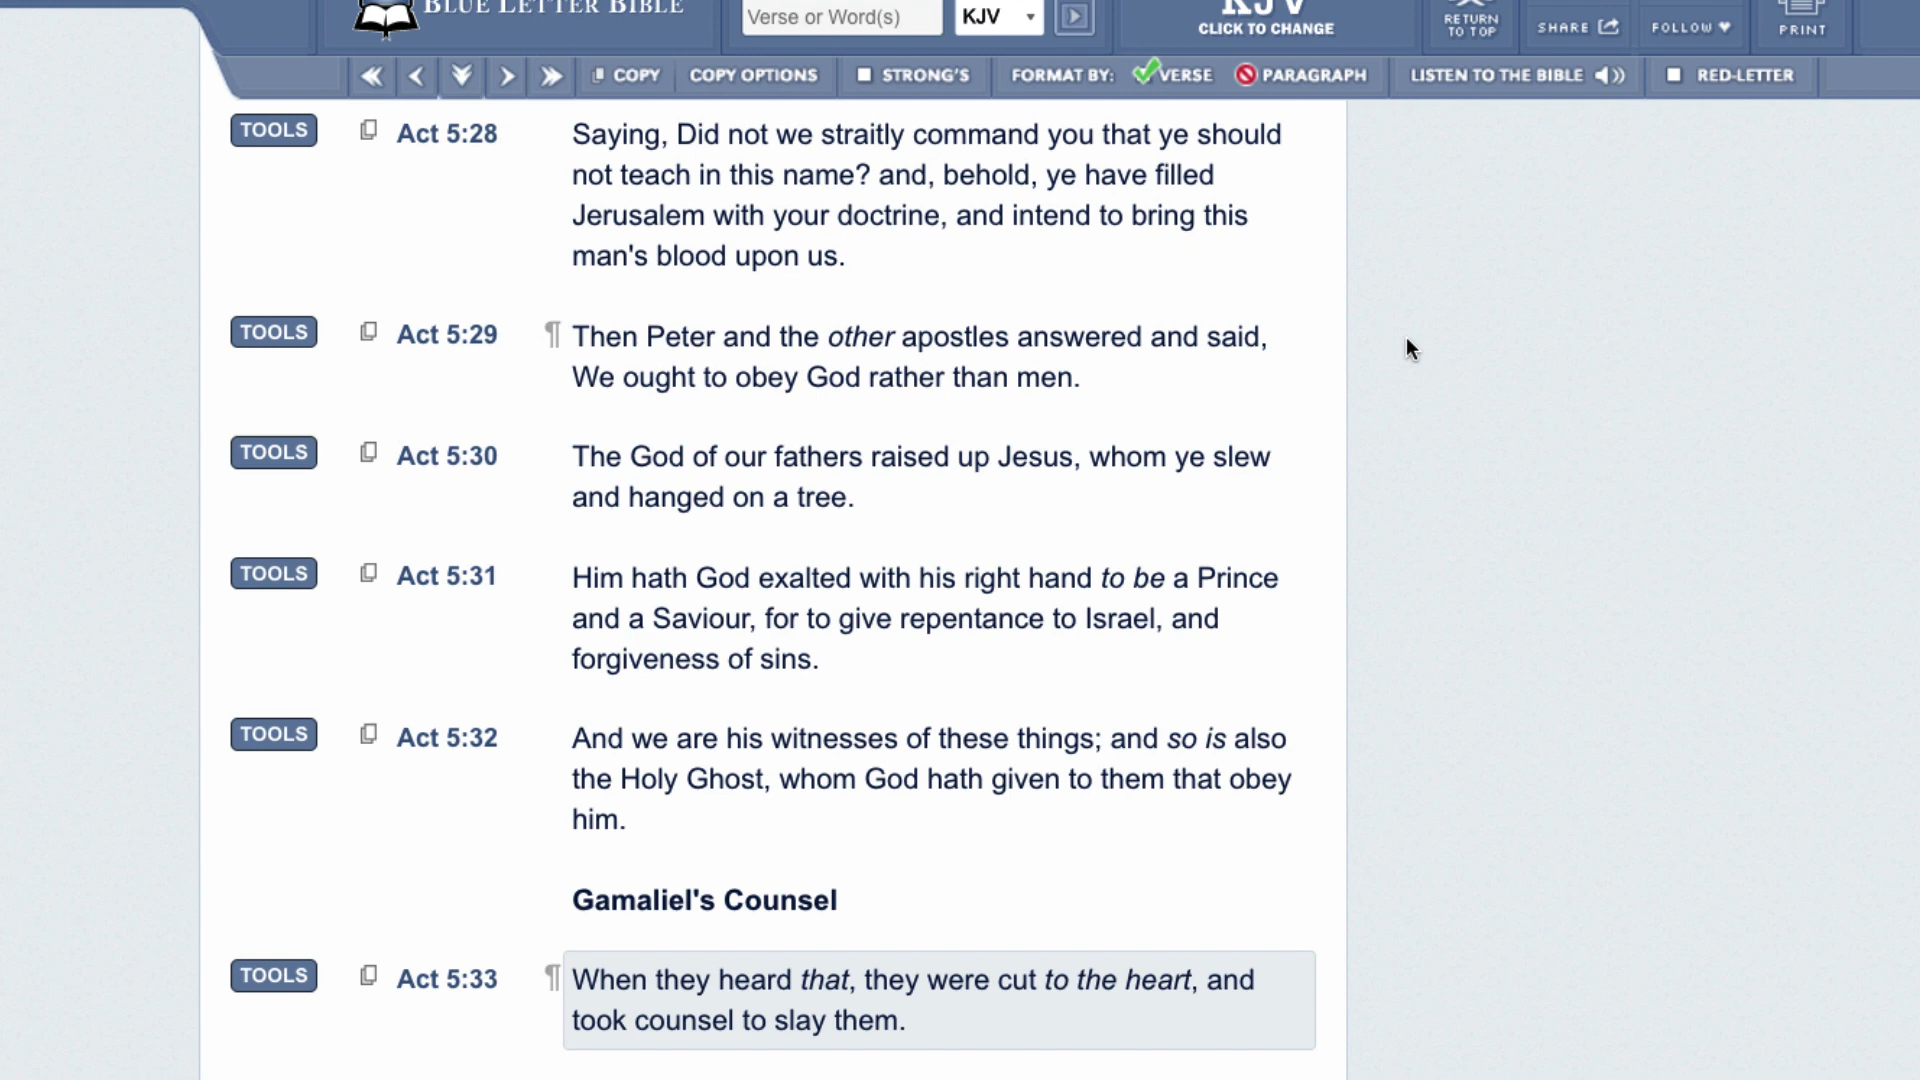 BLUE LETTER BIBLE
Verse or Word(s)
KJV
KJV
CLICK TO CHANGE
RETURN
TO TOP
SHARE
FOLLOW
PRINT
COPY
COPY OPTIONS
STRONG'S
FORMAT BY:
VERSE
PARAGRAPH
LISTEN TO THE BIBLE
RED-LETTER
TOOLS Act 5:28 Saying, Did not we straitly command you that ye should
not teach in this name? and, behold, ye have filled
Jerusalem with your doctrine, and intend to bring this
man's blood upon us.
TOOLS Act 5:29 ¶ Then Peter and the other apostles answered and said,
We ought to obey God rather than men.
TOOLS Act 5:30 The God of our fathers raised up Jesus, whom ye slew
and hanged on a tree.
TOOLS Act 5:31 Him hath God exalted with his right hand to be a Prince
and a Saviour, for to give repentance to Israel, and
forgiveness of sins.
TOOLS Act 5:32 And we are his witnesses of these things; and so is also
the Holy Ghost, whom God hath given to them that obey
him.
Gamaliel's Counsel
TOOLS Act 5:33 ¶ When they heard that, they were cut to the heart, and
took counsel to slay them.